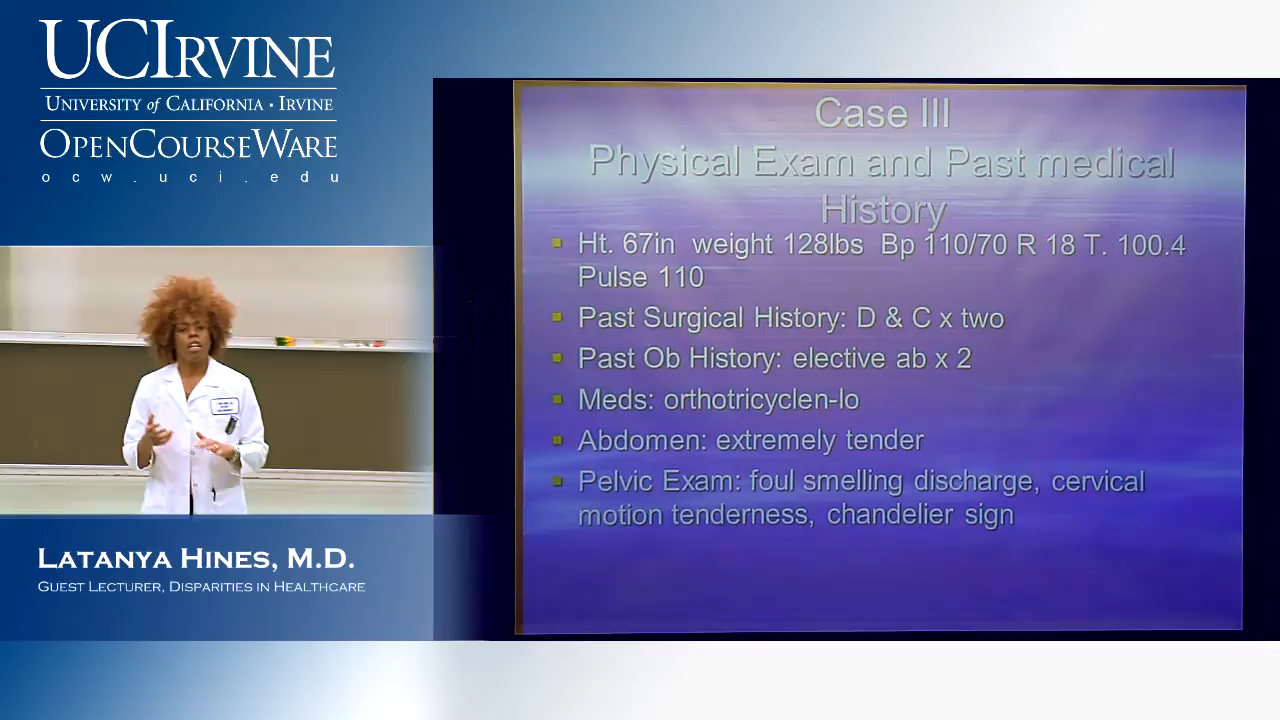 UCIRVINE
UNIVERSITY of CALIFORNIA · IRVINE
OPENCOURSEWARE
ocw.uci.edu
Case III
Physical Exam and Past medical
History
Ht. 67in weight 128lbs Bp 110/70 R 18 T. 100.4
Pulse 110
Past Surgical History: D & C x two
Past Ob History: elective ab x 2
Meds: orthotricyclen-lo
Abdomen: extremely tender
Pelvic Exam: foul smelling discharge, cervical
motion tenderness, chandelier sign
LATANYA HINES, M.D.
GUEST LECTURER, DISPARITIES IN HEALTHCARE